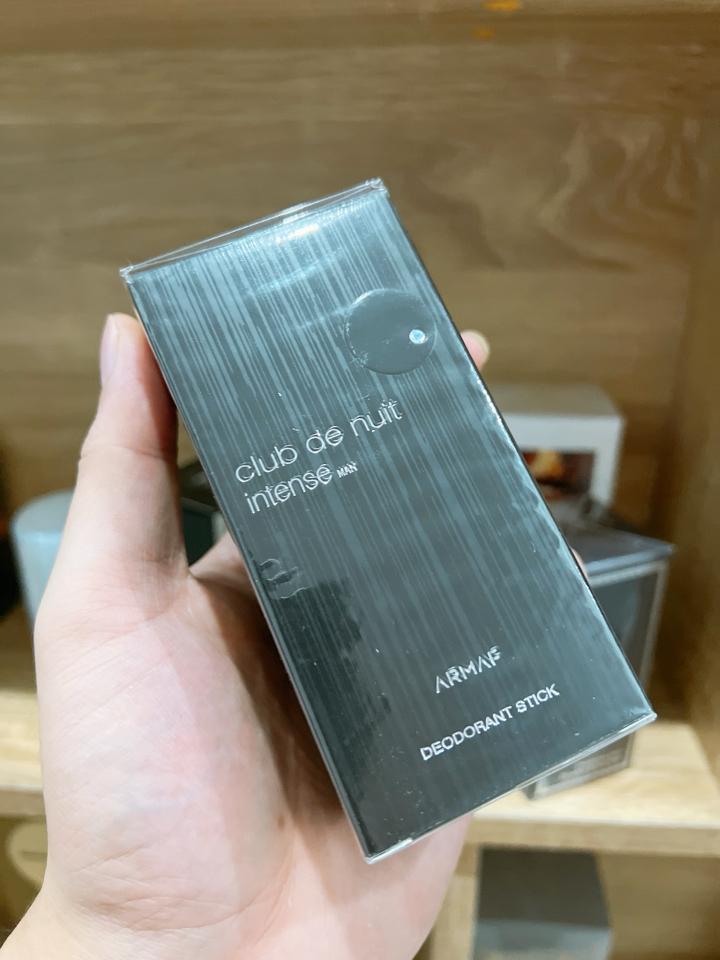 club de nuit
intense MAN
ARMAF
DEODORANT STICK